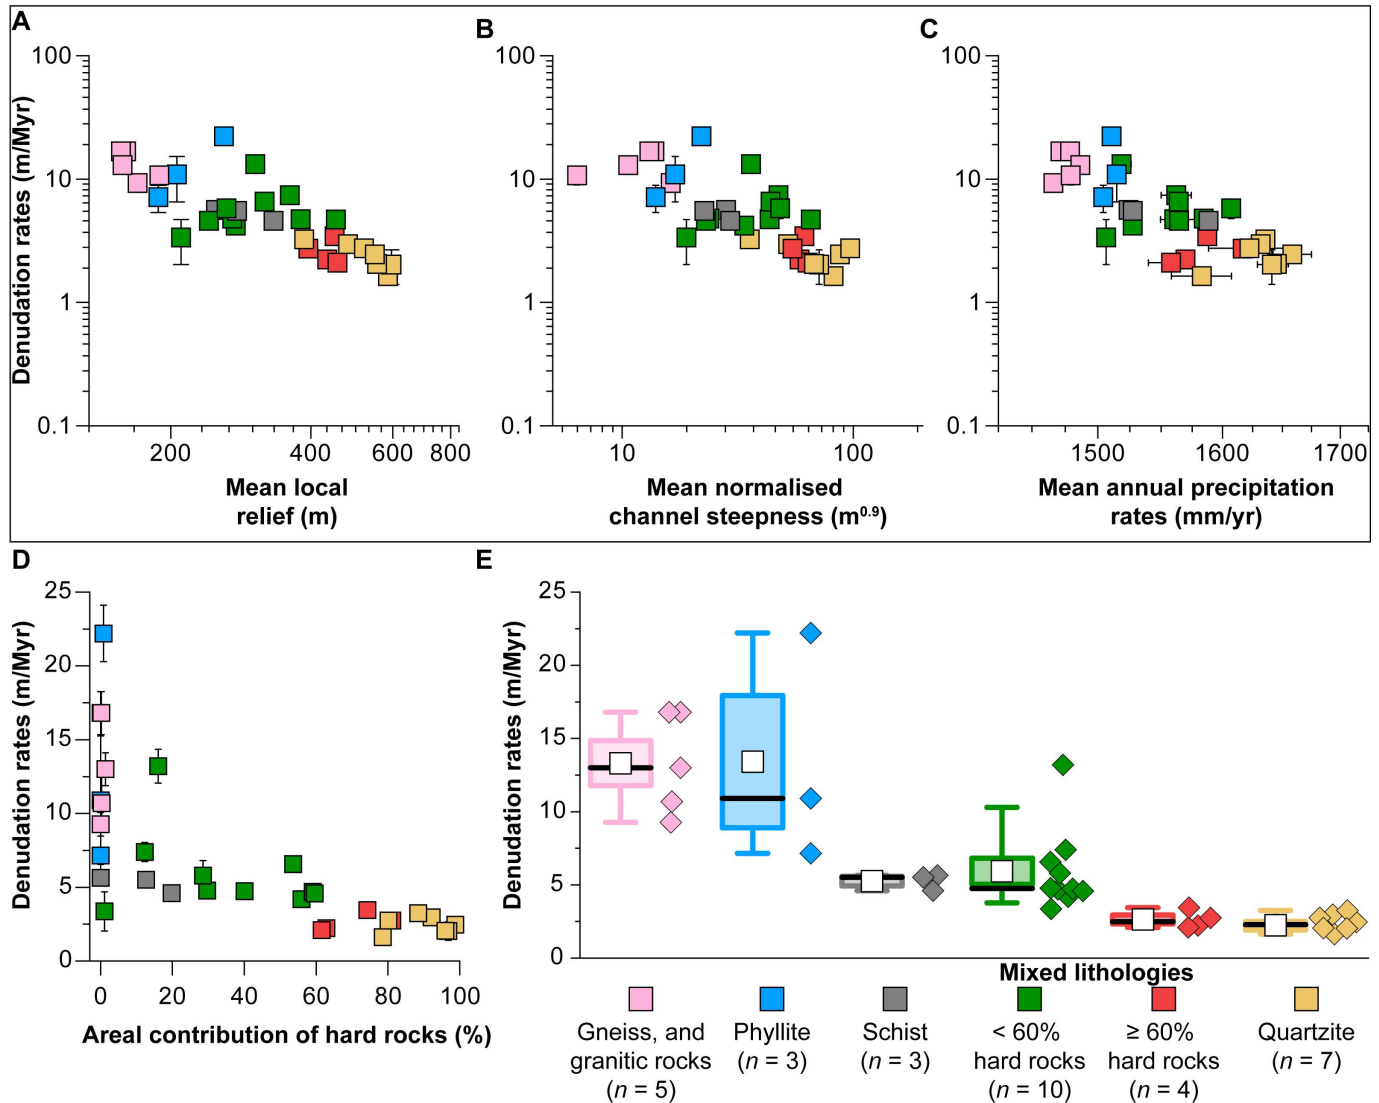 A
B
C
100
10
1
0.1
Denudation rates (m/Myr)
200
400
600
800
Mean local
relief (m)
100
10
1
0.1
10
100
Mean normalised
channel steepness (m⁰·⁹)
100
10
1
0.1
1500
1600
1700
Mean annual precipitation
rates (mm/yr)
D
E
25
20
15
10
5
0
Denudation rates (m/Myr)
0
20
40
60
80
100
Areal contribution of hard rocks (%)
25
20
15
10
5
0
Denudation rates (m/Myr)
Mixed lithologies
Gneiss, and
granitic rocks
(n = 5)
Phyllite
(n = 3)
Schist
(n = 3)
< 60%
hard rocks
(n = 10)
≥ 60%
hard rocks
(n = 4)
Quartzite
(n = 7)